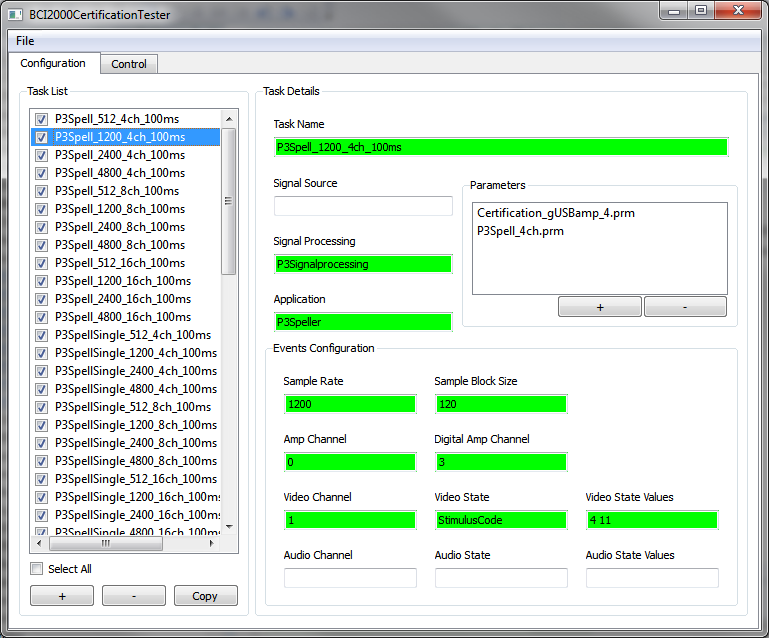 BCI2000CertificationTester
File
Configuration
Control
Task List
P3Spell_512_4ch_100ms
P3Spell_1200_4ch_100ms
P3Spell_2400_4ch_100ms
P3Spell_4800_4ch_100ms
P3Spell_512_8ch_100ms
P3Spell_1200_8ch_100ms
P3Spell_2400_8ch_100ms
P3Spell_4800_8ch_100ms
P3Spell_512_16ch_100ms
P3Spell_1200_16ch_100ms
P3Spell_2400_16ch_100ms
P3Spell_4800_16ch_100ms
P3SpellSingle_512_4ch_100ms
P3SpellSingle_1200_4ch_100ms
P3SpellSingle_2400_4ch_100ms
P3SpellSingle_4800_4ch_100ms
P3SpellSingle_512_8ch_100ms
P3SpellSingle_1200_8ch_100ms
P3SpellSingle_2400_8ch_100ms
P3SpellSingle_4800_8ch_100ms
P3SpellSingle_512_16ch_100ms
P3SpellSingle_1200_16ch_100ms
P3SpellSingle_2400_16ch_100ms
P3SpellSingle_4800_16ch_100ms
Select All
+
-
Copy
Task Details
Task Name
P3Spell_1200_4ch_100ms
Signal Source
Signal Processing
P3Signalprocessing
Application
P3Speller
Parameters
Certification_gUSBamp_4.prm
P3Spell_4ch.prm
+
-
Events Configuration
Sample Rate
1200
Sample Block Size
120
Amp Channel
0
Digital Amp Channel
3
Video Channel
1
Video State
StimulusCode
Video State Values
4 11
Audio Channel
Audio State
Audio State Values